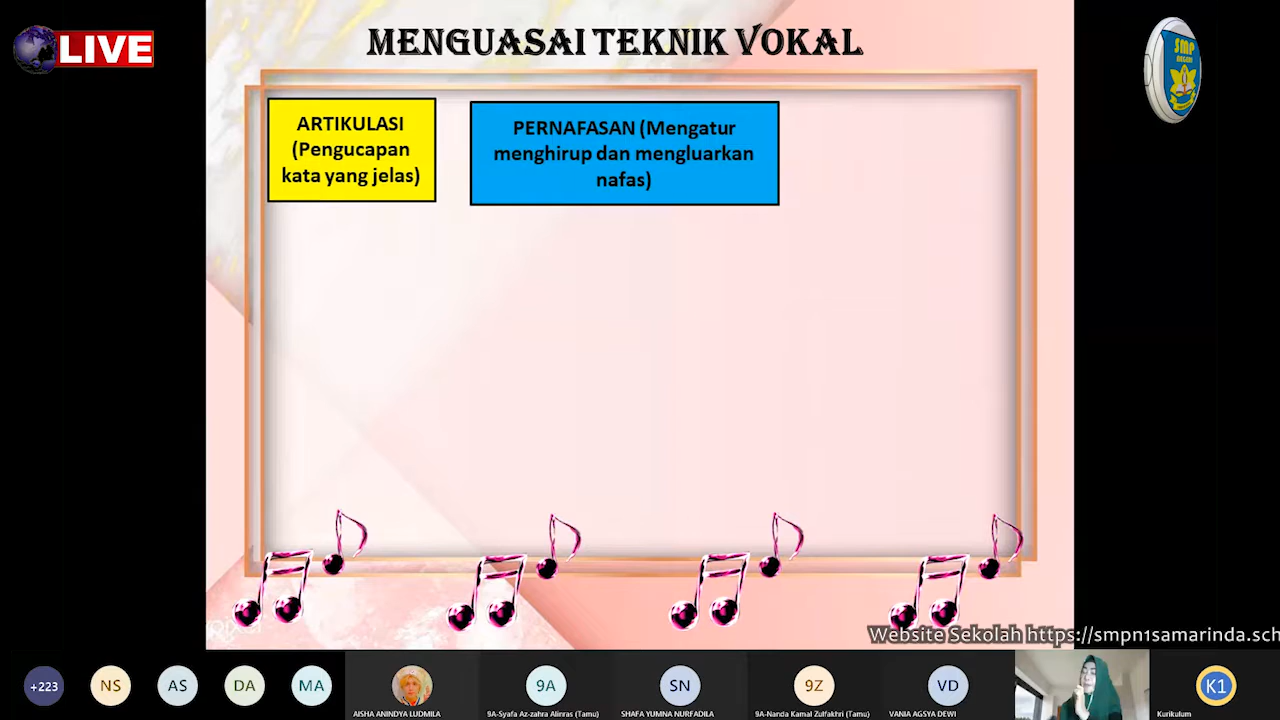 MENGUASAI TEKNIK VOKAL
LIVE
SMP
NEGERI
ARTIKULASI
(Pengucapan
kata yang jelas)
PERNAFASAN (Mengatur
menghirup dan mengluarkan
nafas)
Website Sekolah https://smpn1samarinda.sch
+223
NS
AS
DA
MA
AISHA ANINDYA LUDMILA
9A
9A-Syafa Az-zahra Alinras (Tamu)
SN
SHAFA YUMNA NURFADILA
9Z
9A-Nanda Kamal Zulfakhri (Tamu)
VD
VANIA AGSYA DEWI
K1
Kurikulum